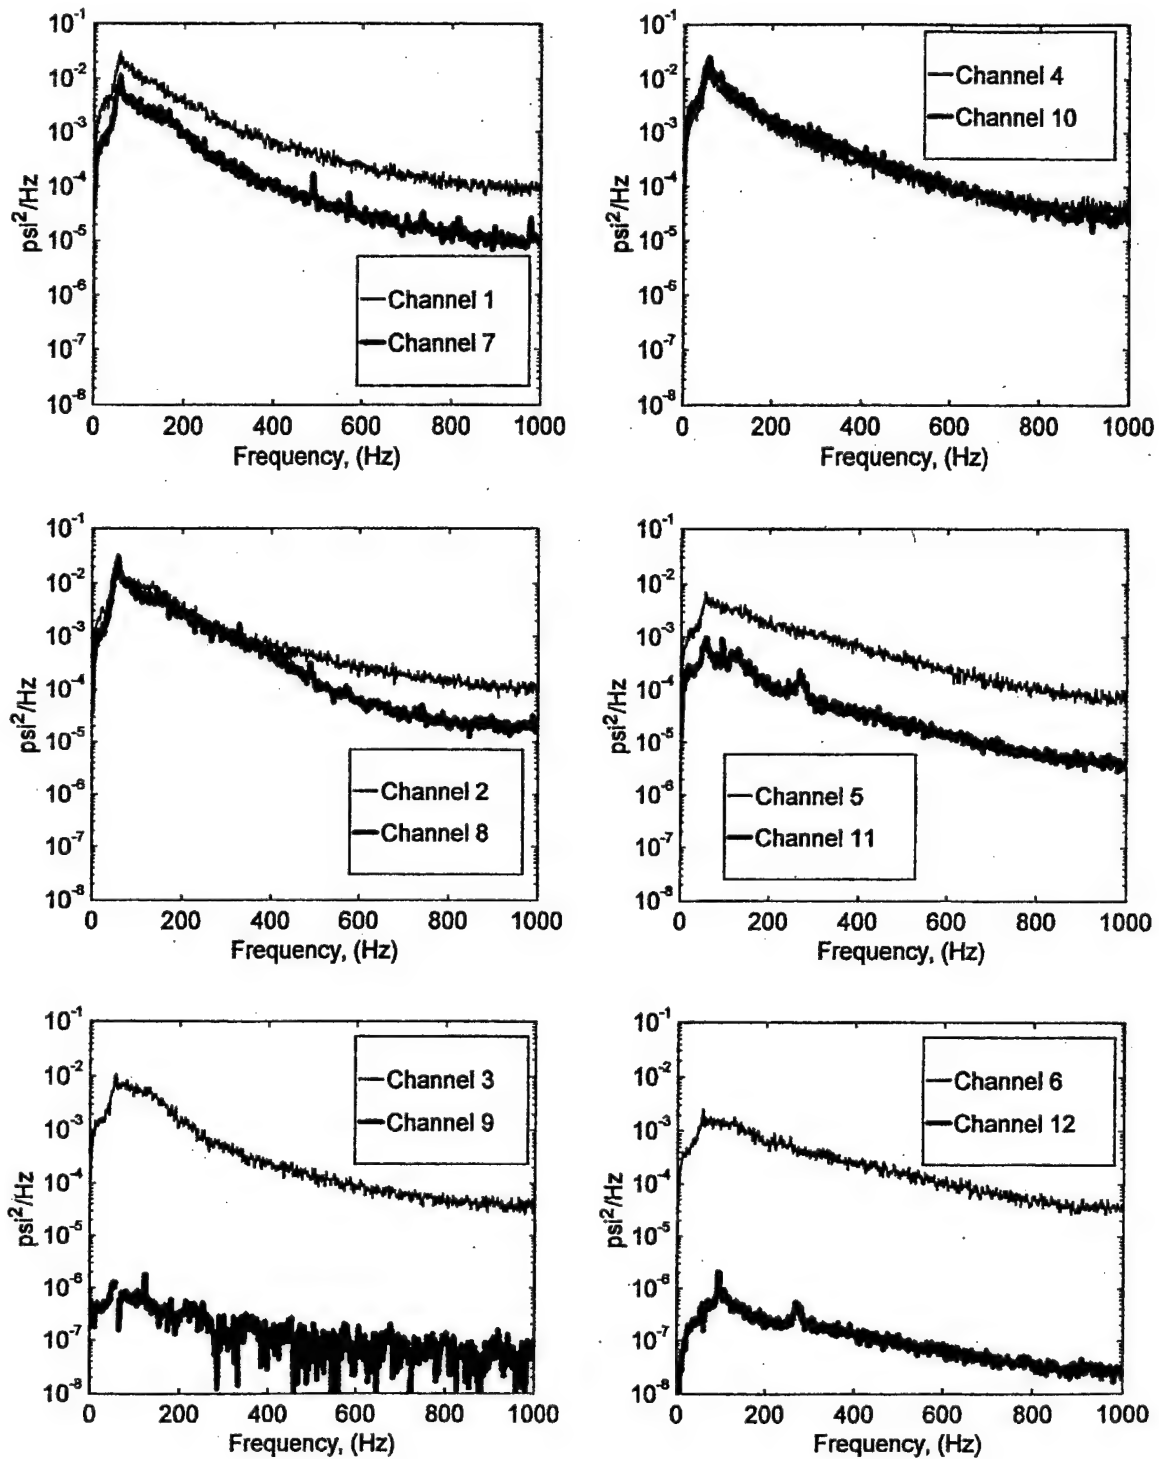 10^-1
10^-2
10^-3
10^-4
10^-5
10^-6
10^-7
10^-8
psi^2/Hz
Channel 1
Channel 7
0 200 400 600 800 1000
Frequency, (Hz)
10^-1
10^-2
10^-3
10^-4
10^-5
10^-6
10^-7
10^-8
psi^2/Hz
Channel 4
Channel 10
0 200 400 600 800 1000
Frequency, (Hz)
10^-1
10^-2
10^-3
10^-4
10^-5
10^-6
10^-7
10^-8
psi^2/Hz
Channel 2
Channel 8
0 200 400 600 800 1000
Frequency, (Hz)
10^-1
10^-2
10^-3
10^-4
10^-5
10^-6
10^-7
10^-8
psi^2/Hz
Channel 5
Channel 11
0 200 400 600 800 1000
Frequency, (Hz)
10^-1
10^-2
10^-3
10^-4
10^-5
10^-6
10^-7
10^-8
psi^2/Hz
Channel 3
Channel 9
0 200 400 600 800 1000
Frequency, (Hz)
10^-1
10^-2
10^-3
10^-4
10^-5
10^-6
10^-7
10^-8
psi^2/Hz
Channel 6
Channel 12
0 200 400 600 800 1000
Frequency, (Hz)